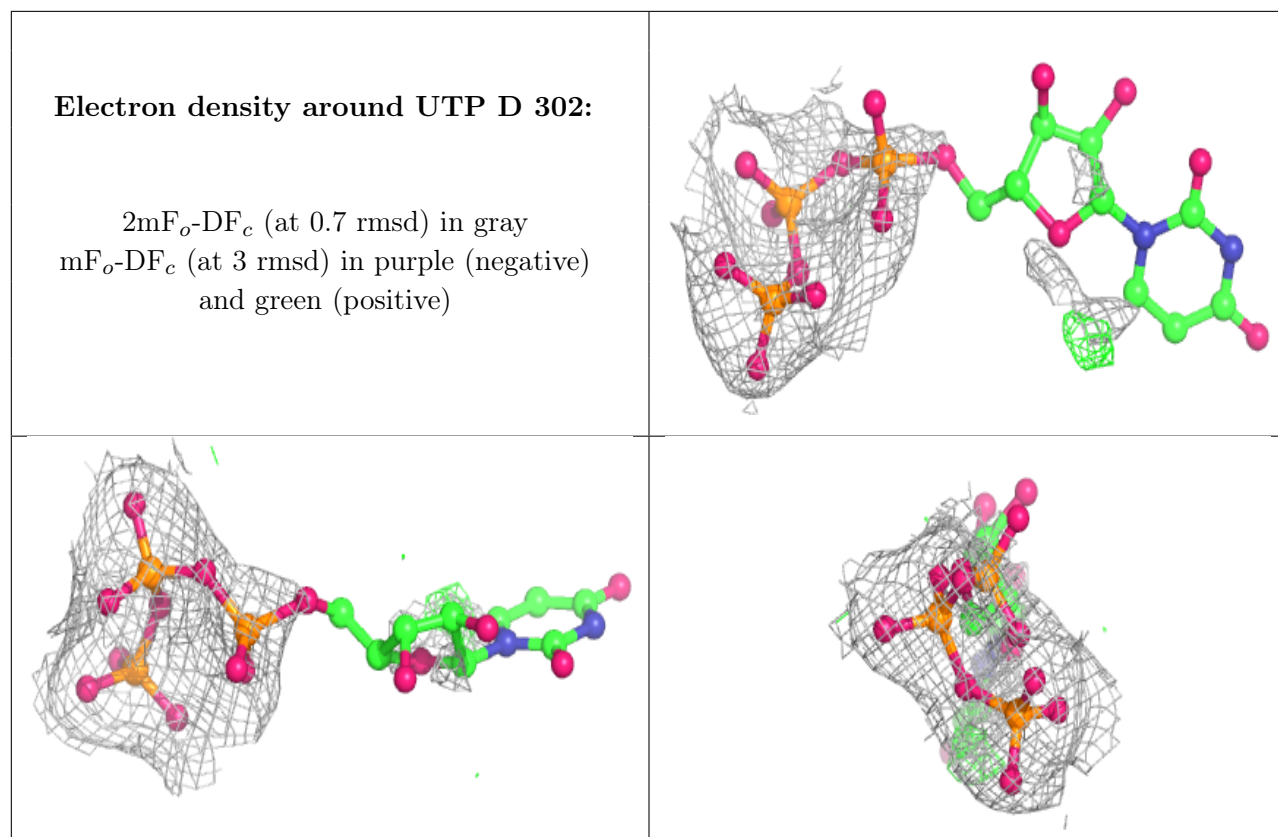 Electron density around UTP D 302:
2mFo-DFc (at 0.7 rmsd) in gray
mFo-DFc (at 3 rmsd) in purple (negative)
and green (positive)